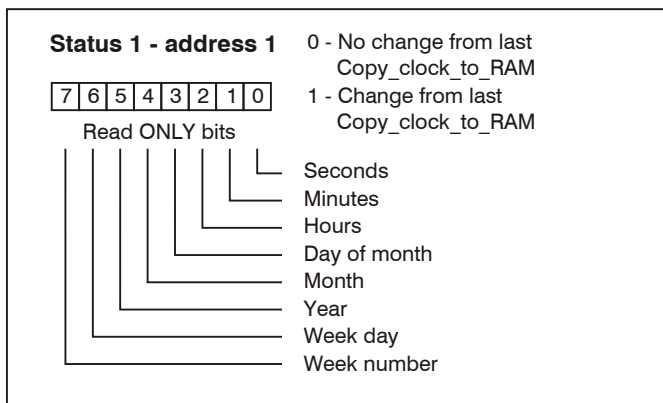 Status 1 - address 1
0 - No change from last
Copy_clock_to_RAM
1 - Change from last
Copy_clock_to_RAM
7 6 5 4 3 2 1 0
Read ONLY bits
Seconds
Minutes
Hours
Day of month
Month
Year
Week day
Week number